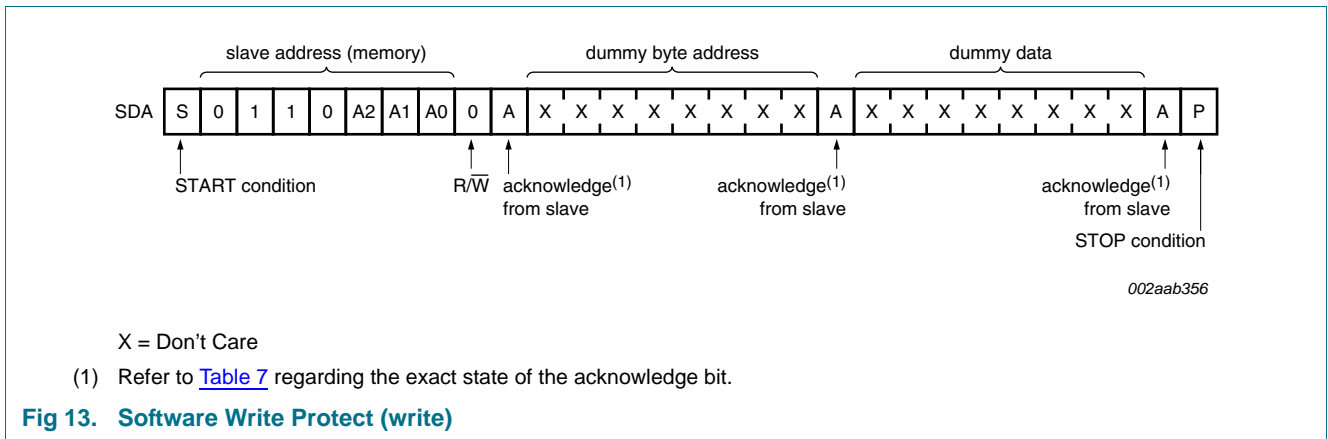 slave address (memory) dummy byte address dummy data
SDA S 0 1 1 0 A2 A1 A0 0 A X X X X X X X X A X X X X X X X X A P
START condition R/W̅ acknowledge(1) from slave acknowledge(1) from slave acknowledge(1) from slave
STOP condition
002aab356
X = Don't Care
(1) Refer to Table 7 regarding the exact state of the acknowledge bit.
Fig 13. Software Write Protect (write)